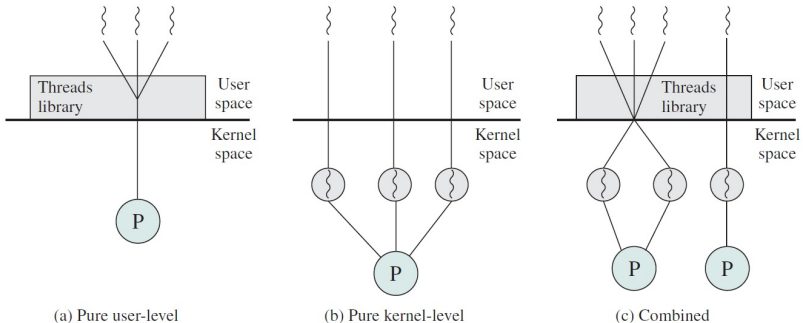 Threads
library
User
space
Kernel
space
P
(a) Pure user-level
User
space
Kernel
space
P
(b) Pure kernel-level
Threads
library
User
space
Kernel
space
P
P
(c) Combined